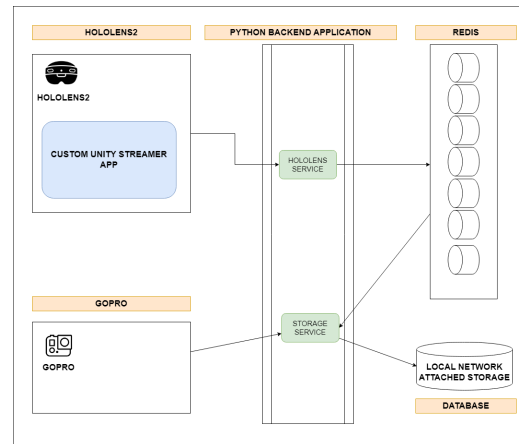 HOLOLENS2
PYTHON BACKEND APPLICATION
REDIS
HOLOLENS2
CUSTOM UNITY STREAMER
APP
HOLOLENS
SERVICE
GOPRO
GOPRO
STORAGE
SERVICE
LOCAL NETWORK
ATTACHED STORAGE
DATABASE